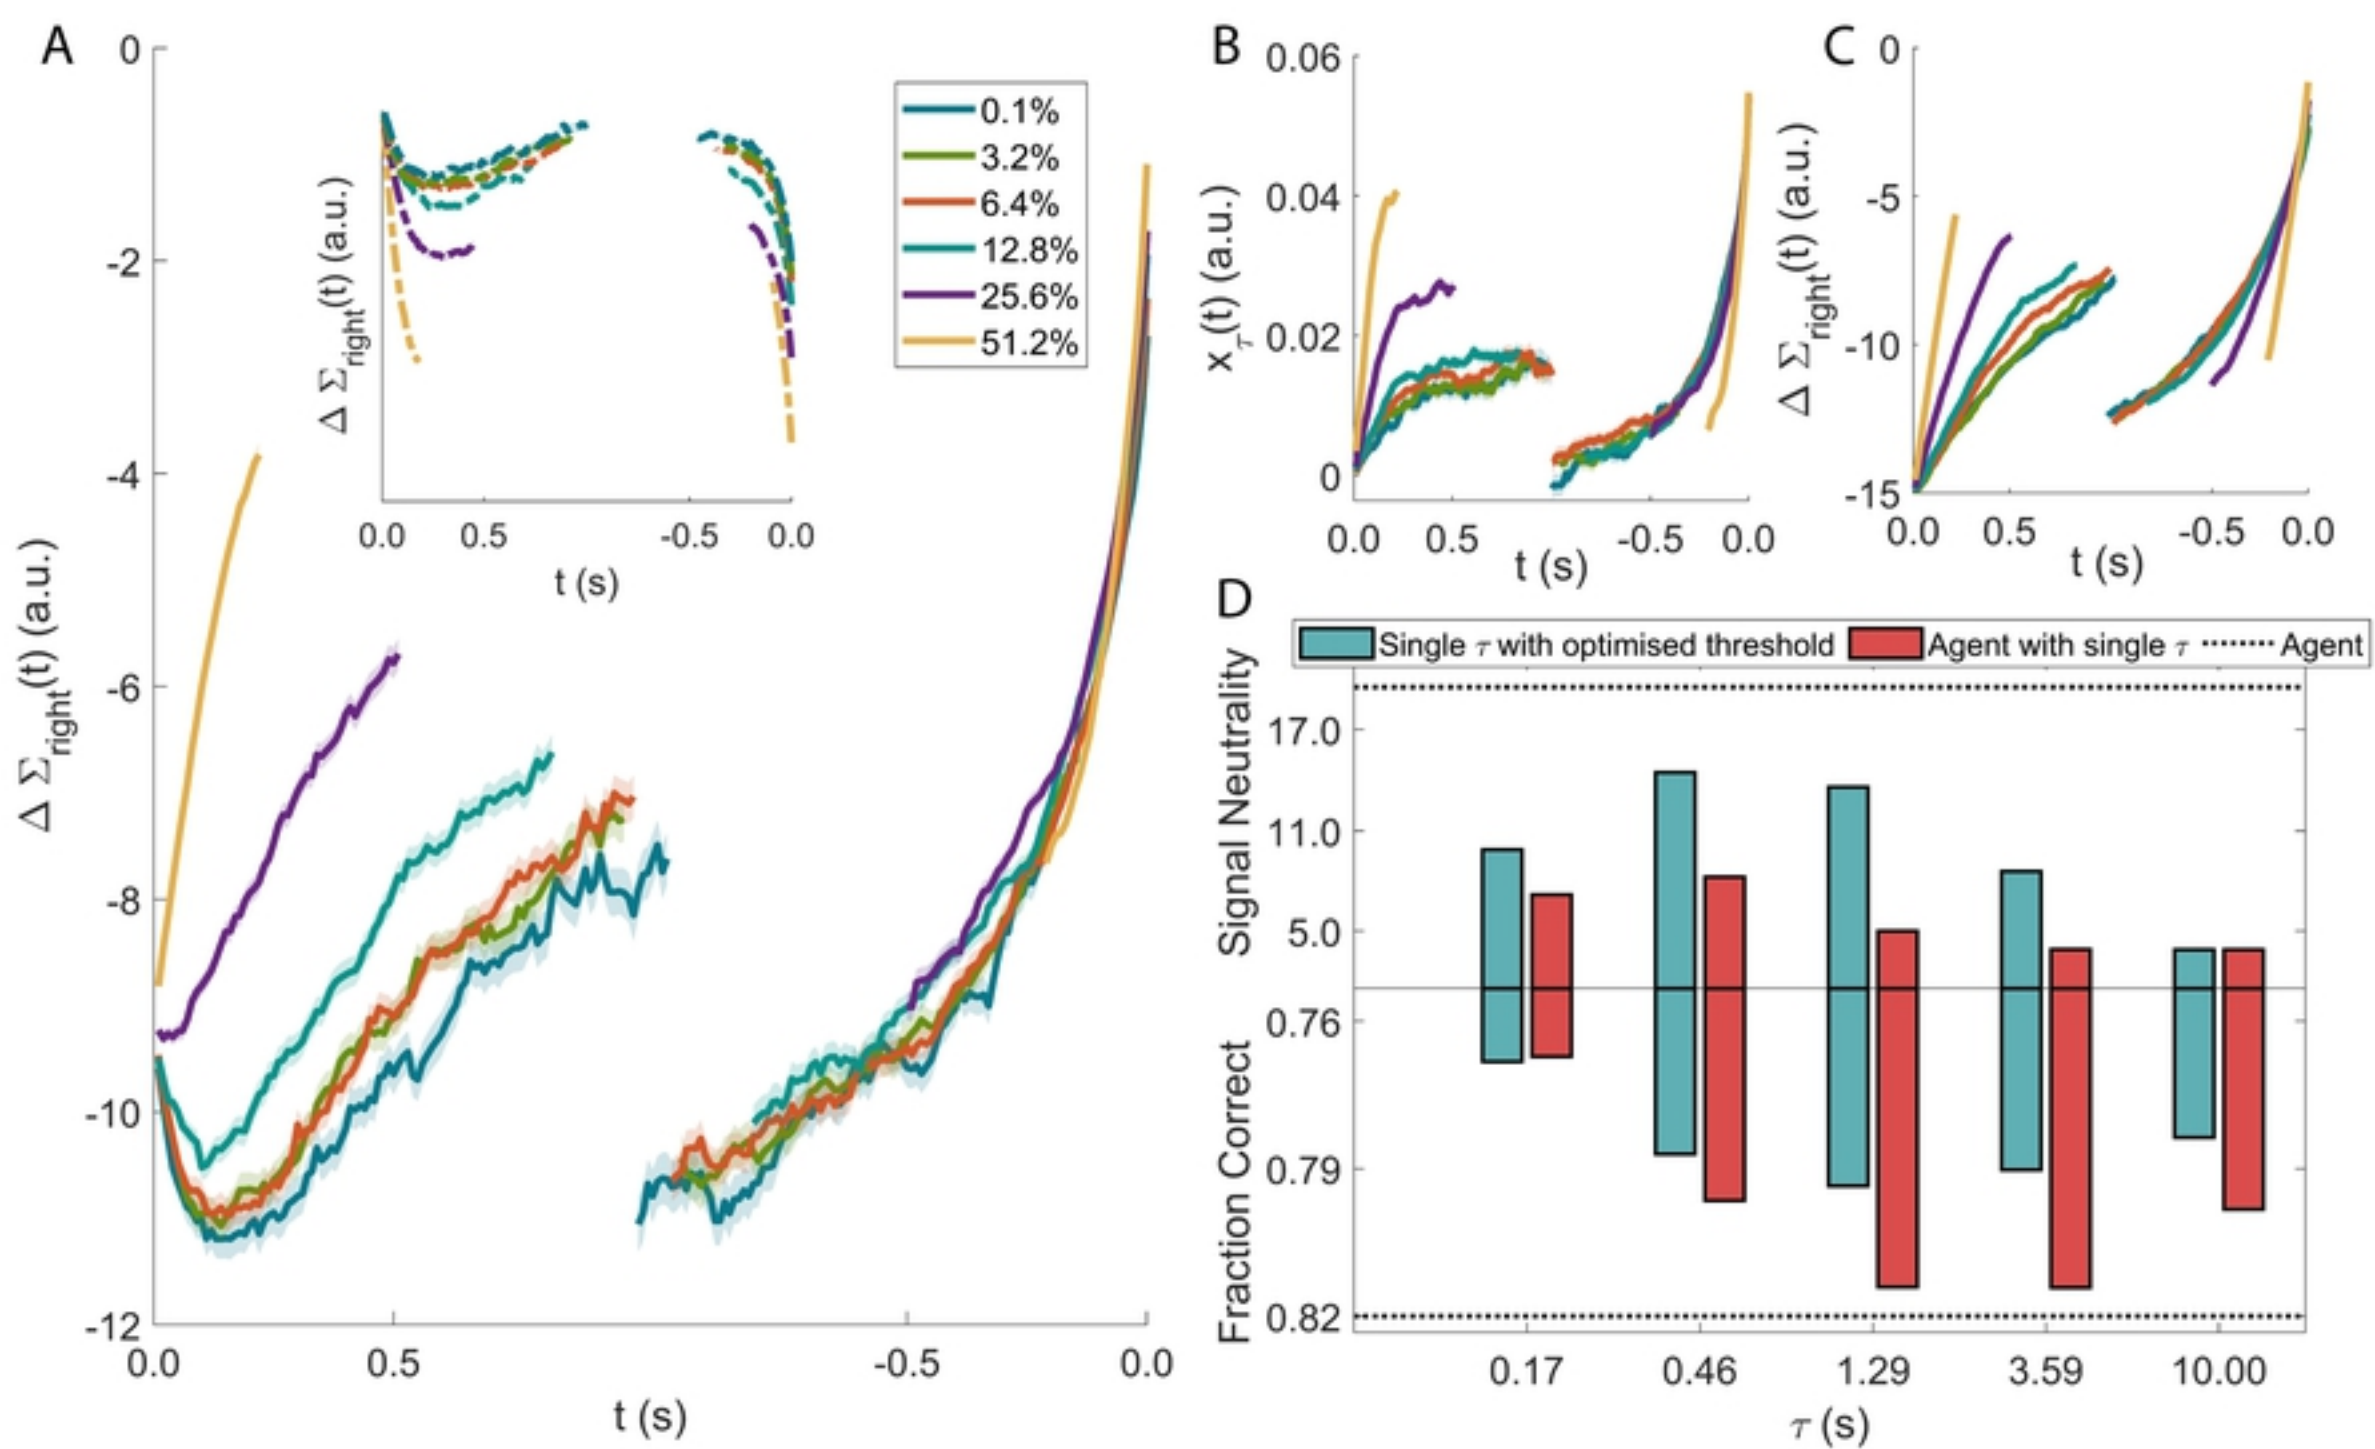 A
0
-2
-4
-6
-8
-10
-12
Δ Σright(t) (a.u.)
0.0
0.5
-0.5
0.0
t (s)
Δ Σright(t) (a.u.)
0.0
0.5
-0.5
0.0
t (s)
0.1%
3.2%
6.4%
12.8%
25.6%
51.2%
B
0.06
0.04
0.02
0
xτ(t) (a.u.)
0.0
0.5
-0.5
0.0
t (s)
C
0
-5
-10
-15
Δ Σright(t) (a.u.)
0.0
0.5
-0.5
0.0
t (s)
D
Single τ with optimised threshold
Agent with single τ
Agent
Signal Neutrality
17.0
11.0
5.0
Fraction Correct
0.76
0.79
0.82
0.17
0.46
1.29
3.59
10.00
τ (s)